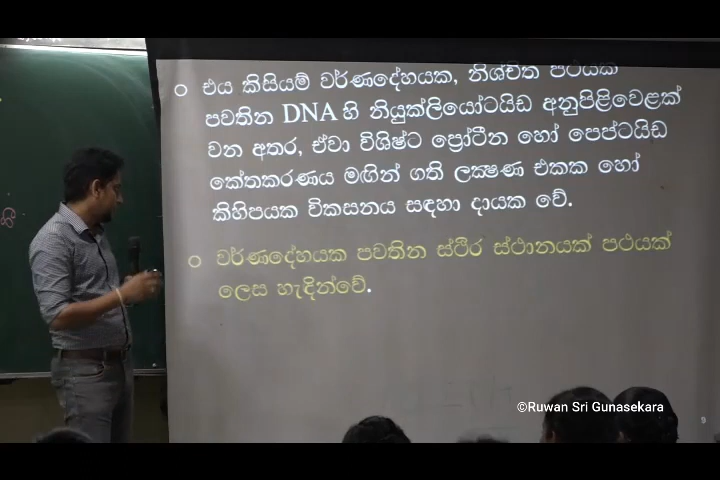 එය කිසියම් වර්ණදේහයක, නිශ්චිත පථයක
පවතින DNA හි නියුක්ලියෝටයිඩ අනුපිළිවෙළක්
වන අතර, ඒවා විශිෂ්ට ප්‍රෝටීන හෝ පෙප්ටයිඩ
කේතකරණය මඟින් ගති ලක්‍ෂණ එකක හෝ
කිහිපයක විකසනය සඳහා දායක වේ.
වර්ණදේහයක පවතින ස්ථිර ස්ථානයක් පථයක්
ලෙස හැඳින්වේ.
©Ruwan Sri Gunasekara
9